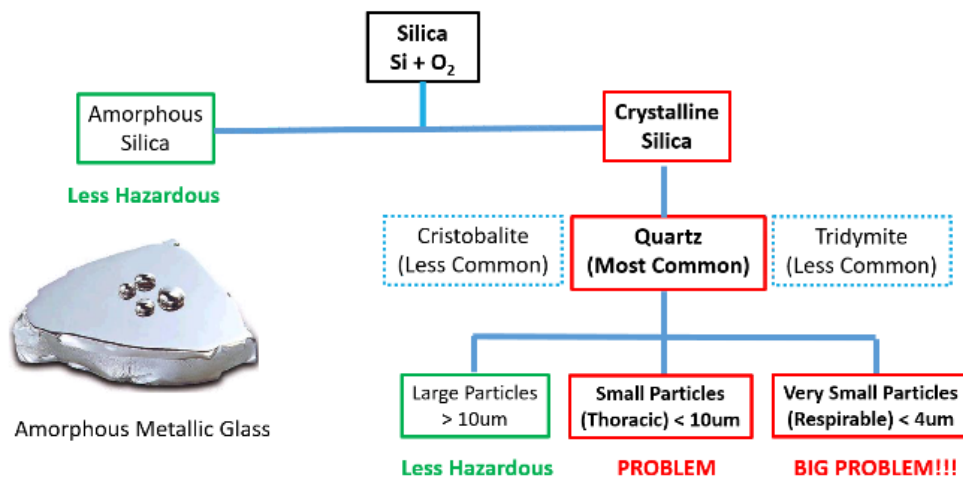 Silica
Si + O₂
Amorphous
Silica
Crystalline
Silica
Less Hazardous
Cristobalite
(Less Common)
Quartz
(Most Common)
Tridymite
(Less Common)
Large Particles
> 10um
Small Particles
(Thoracic) < 10um
Very Small Particles
(Respirable) < 4um
Amorphous Metallic Glass
Less Hazardous
PROBLEM
BIG PROBLEM!!!